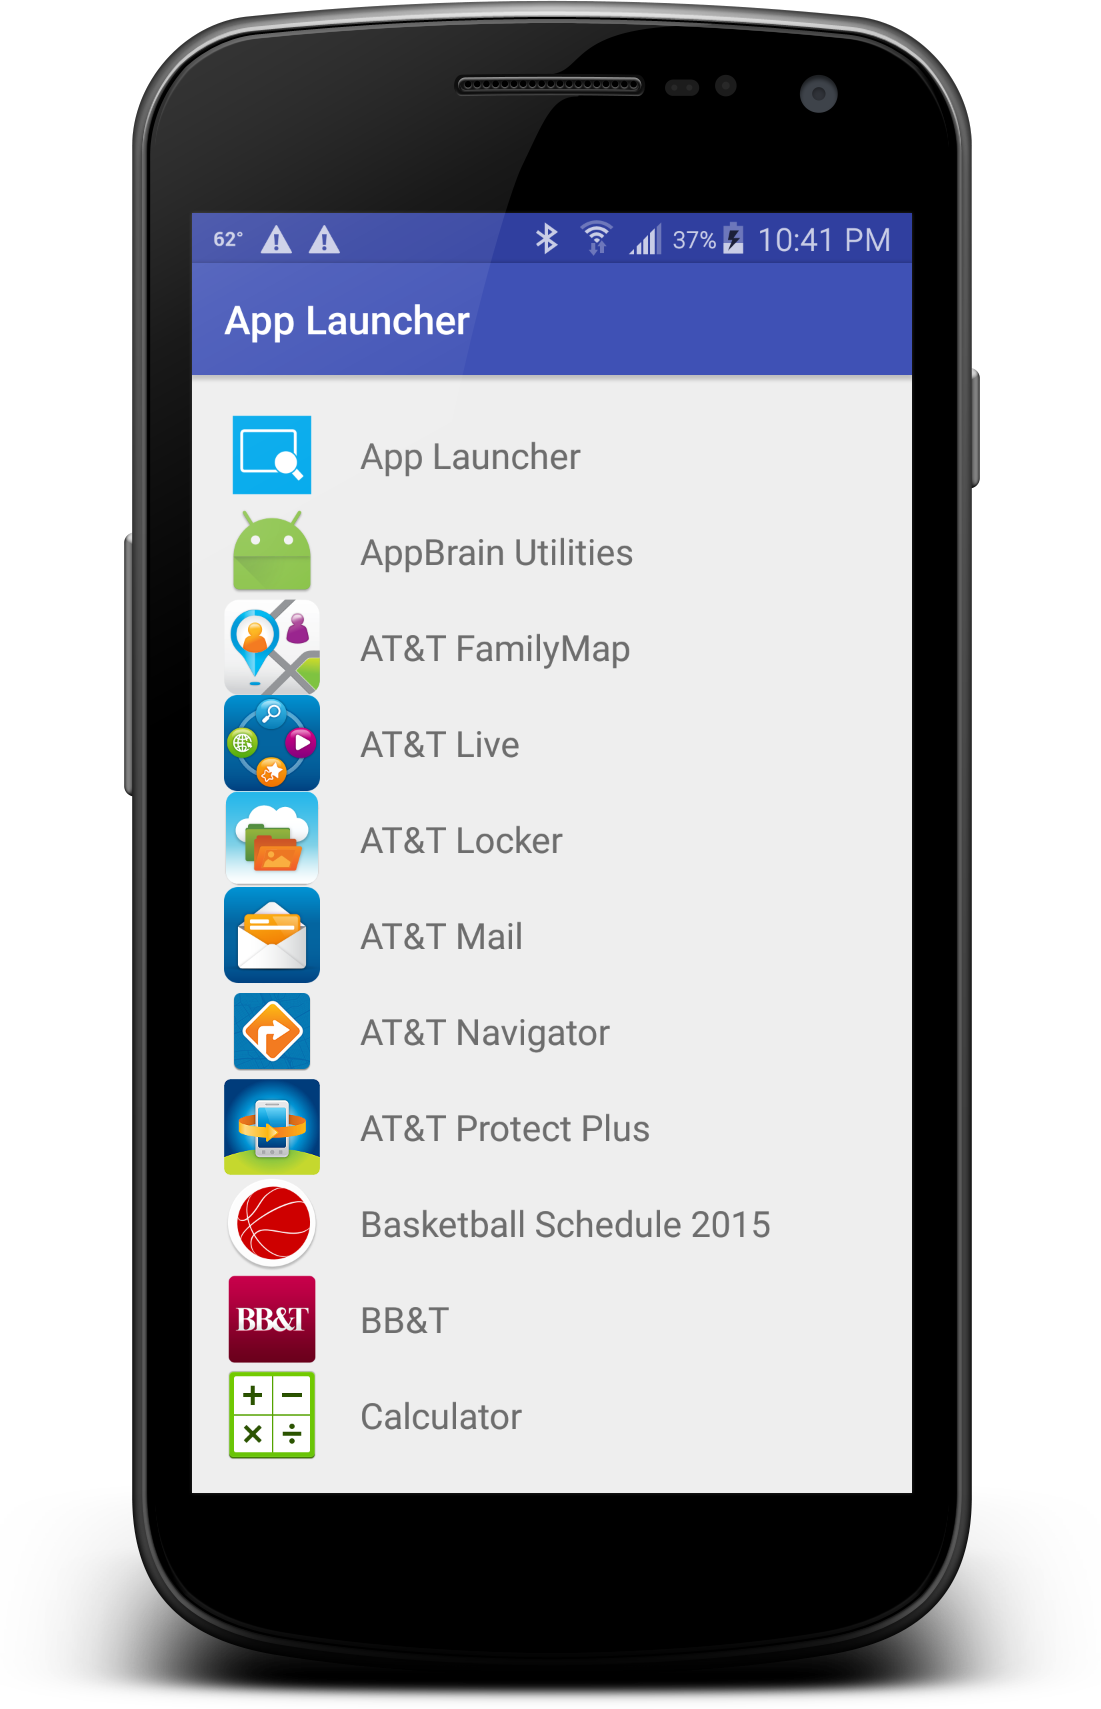 62° 37% 10:41 PM
App Launcher
App Launcher
AppBrain Utilities
AT&T FamilyMap
AT&T Live
AT&T Locker
AT&T Mail
AT&T Navigator
AT&T Protect Plus
Basketball Schedule 2015
BB&T BB&T
Calculator